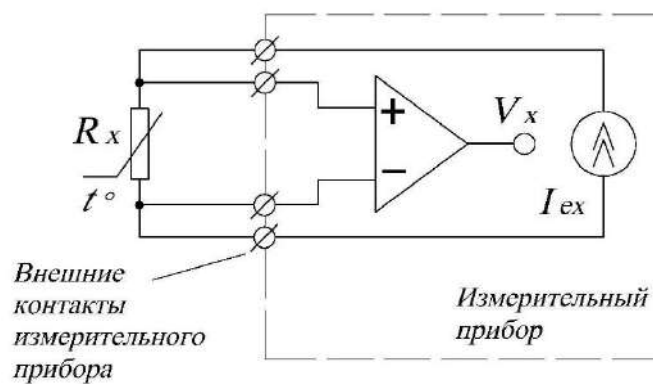 +
R x
V x
−
t°
I ex
Внешние
контакты
измерительного
прибора
Измерительный
прибор